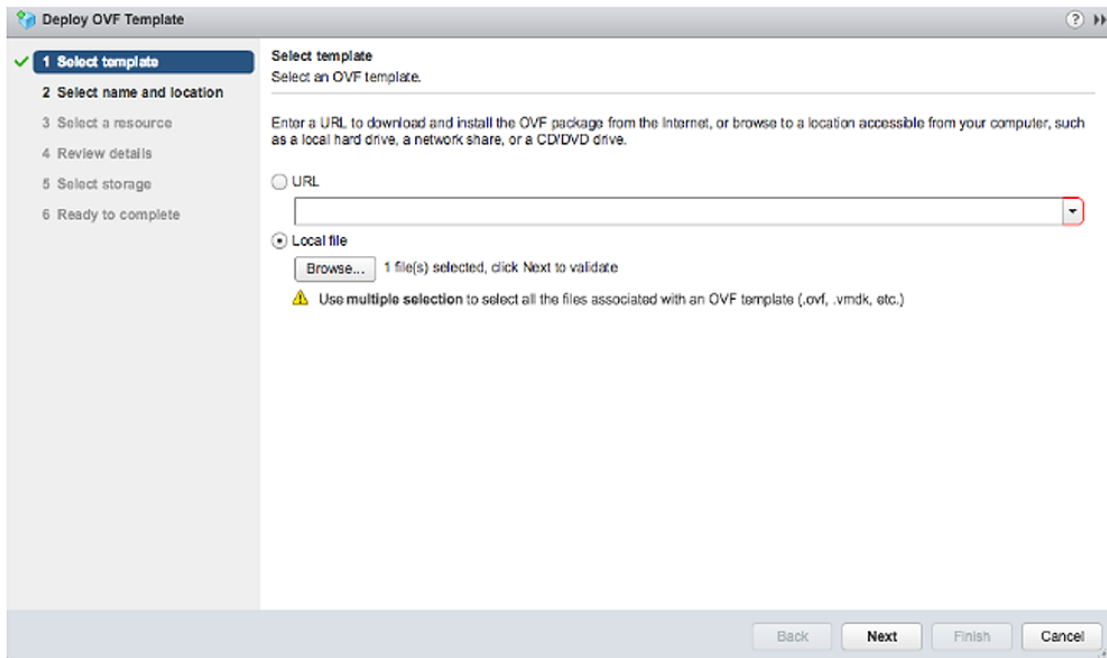 Deploy OVF Template
1 Select template
2 Select name and location
3 Select a resource
4 Review details
5 Select storage
6 Ready to complete
Select template
Select an OVF template.
Enter a URL to download and install the OVF package from the Internet, or browse to a location accessible from your computer, such
as a local hard drive, a network share, or a CD/DVD drive.
URL
Local file
Browse... 1 file(s) selected, click Next to validate
Use multiple selection to select all the files associated with an OVF template (.ovf, .vmdk, etc.)
Back Next Finish Cancel